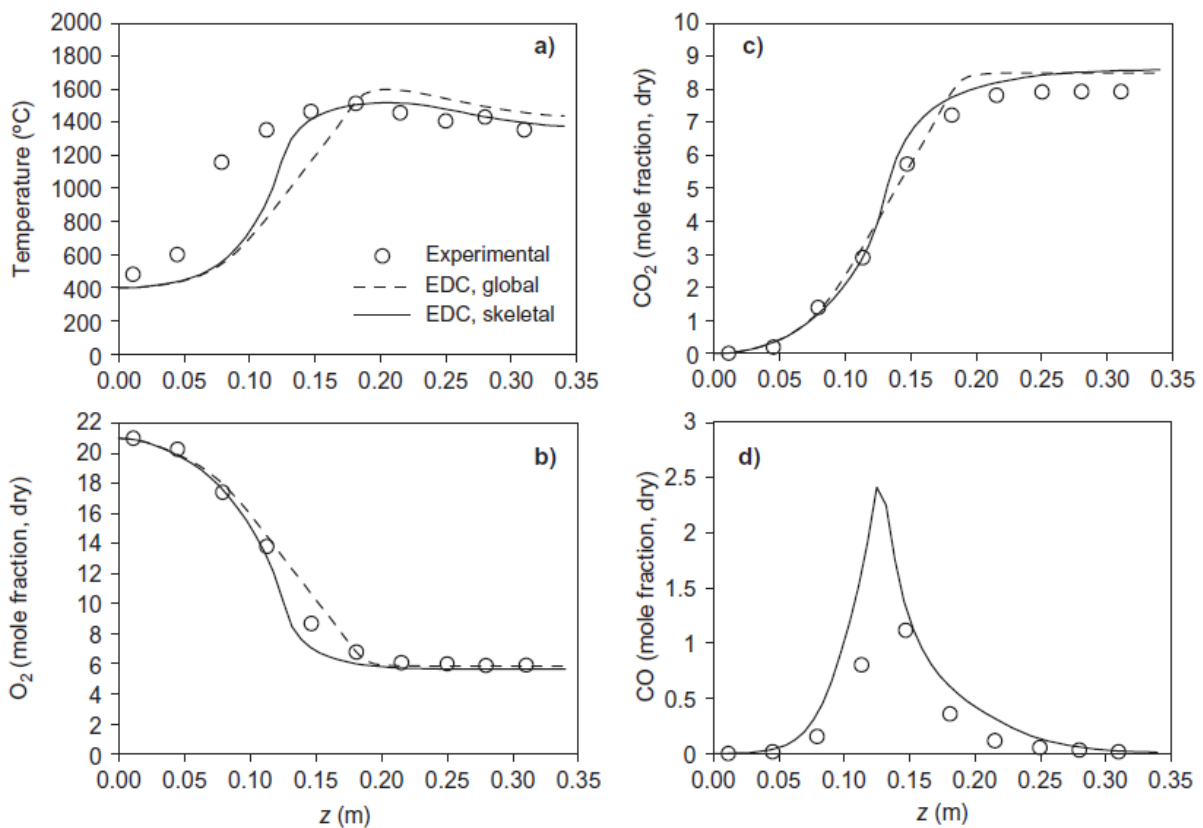 a)
Temperature (ºC)
2000
1800
1600
1400
1200
1000
800
600
400
200
0
0.00 0.05 0.10 0.15 0.20 0.25 0.30 0.35
Experimental
EDC, global
EDC, skeletal
c)
CO2 (mole fraction, dry)
10
9
8
7
6
5
4
3
2
1
0
0.00 0.05 0.10 0.15 0.20 0.25 0.30 0.35
b)
O2 (mole fraction, dry)
22
20
18
16
14
12
10
8
6
4
2
0
0.00 0.05 0.10 0.15 0.20 0.25 0.30 0.35
z (m)
d)
CO (mole fraction, dry)
3
2.5
2
1.5
1
0.5
0
0.00 0.05 0.10 0.15 0.20 0.25 0.30 0.35
z (m)